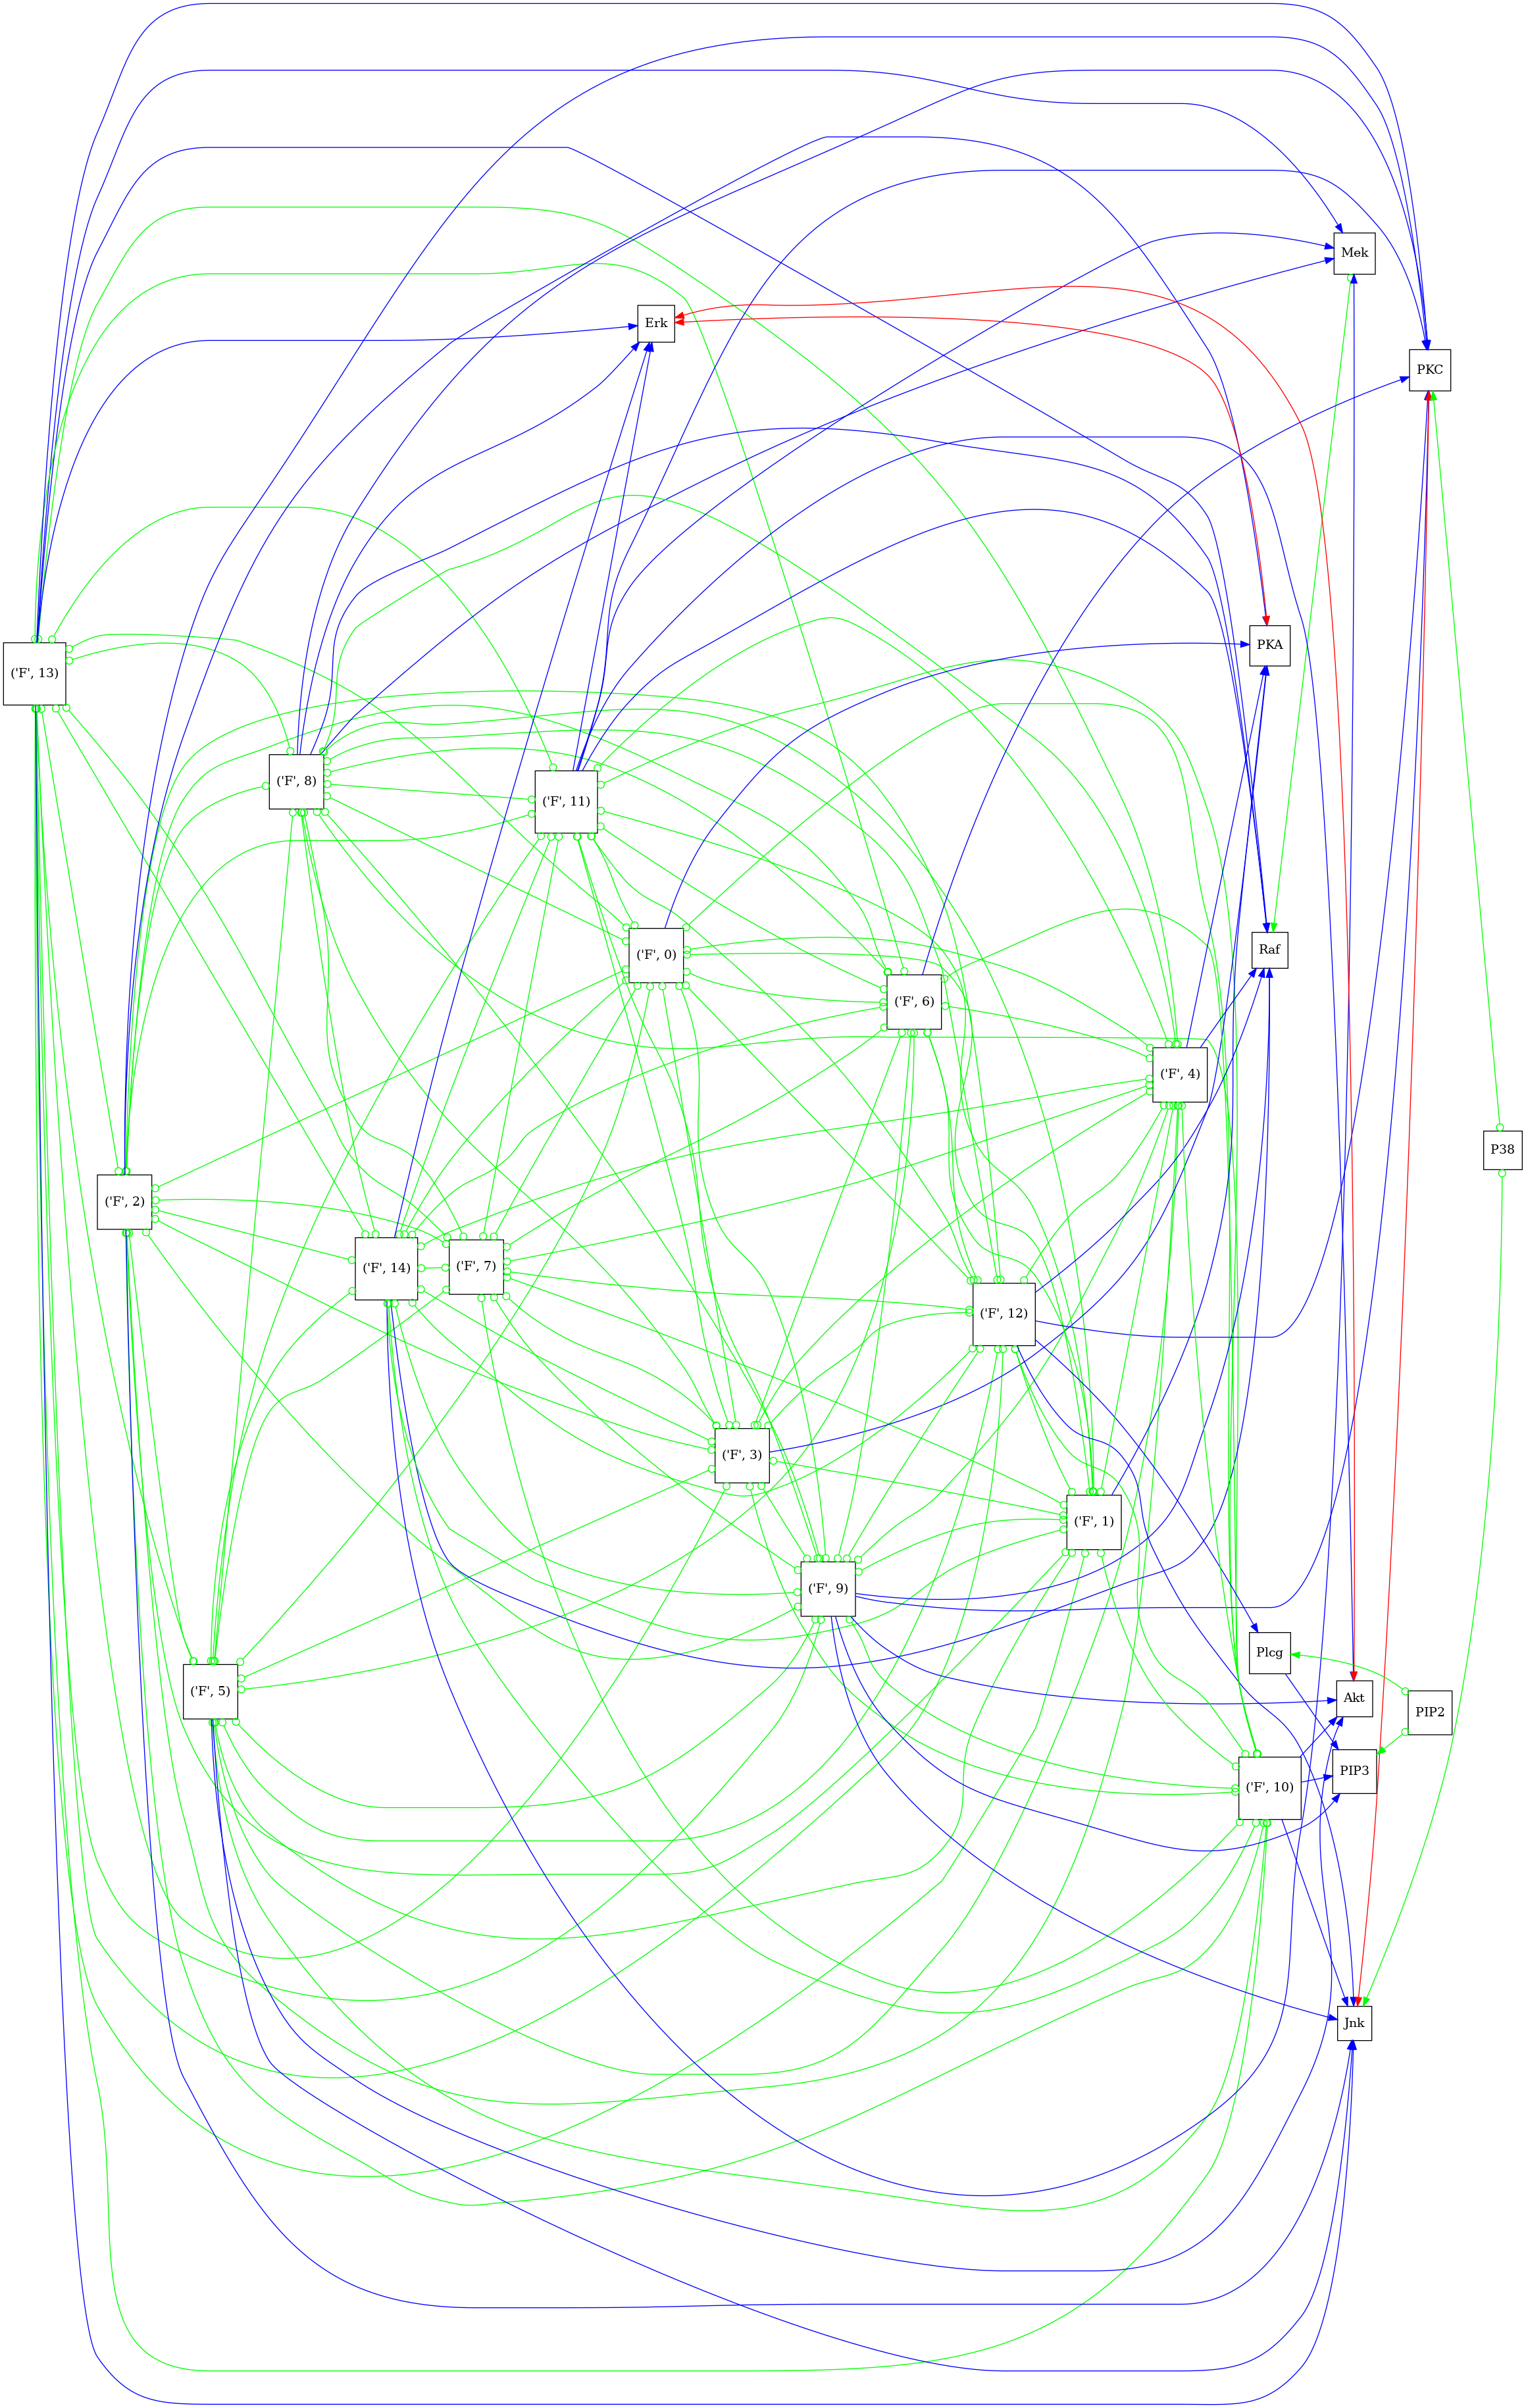 Mek
Erk
PKC
PKA
('F', 13)
('F', 8)
('F', 11)
Raf
('F', 0)
('F', 6)
('F', 4)
P38
('F', 2)
('F', 14)
('F', 7)
('F', 12)
('F', 3)
('F', 1)
('F', 9)
Plcg
('F', 5)
Akt
PIP2
PIP3
('F', 10)
Jnk